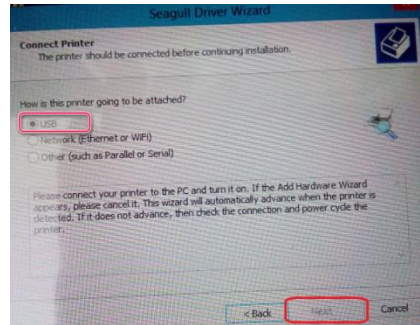 Seagull Driver Wizard
Connect Printer
The printer should be connected before continuing installation.
How is this printer going to be attached?
USB
Network (Ethernet or WiFi)
Other (such as Parallel or Serial)
Please connect your printer to the PC and turn it on. If the Add Hardware Wizard
appears, please cancel it. This wizard will automatically advance when the printer is
detected. If it does not advance, then check the connection and power cycle the
printer.
< Back
Next
Cancel